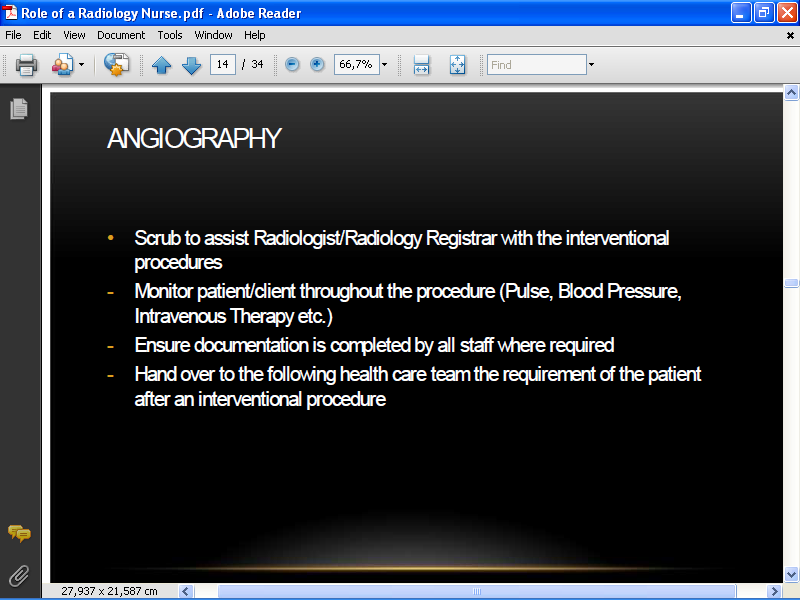 Role of a Radiology Nurse.pdf - Adobe Reader
File Edit View Document Tools Window Help
14 / 34 66,7% Find
ANGIOGRAPHY
• Scrub to assist Radiologist/Radiology Registrar with the interventional
procedures
- Monitor patient/client throughout the procedure (Pulse, Blood Pressure,
Intravenous Therapy etc.)
- Ensure documentation is completed by all staff where required
- Hand over to the following health care team the requirement of the patient
after an interventional procedure
27,937 x 21,587 cm